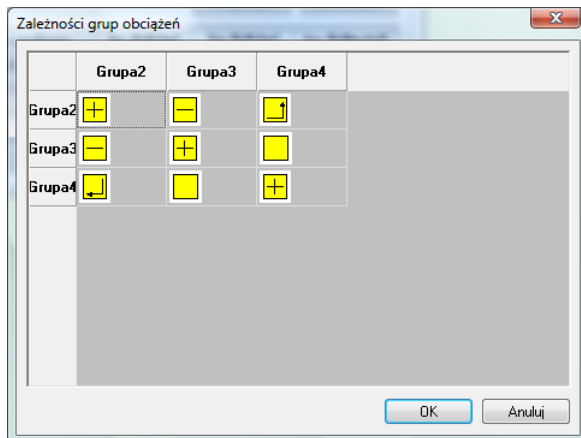 Zależności grup obciążeń
Grupa2 Grupa3 Grupa4
Grupa2
Grupa3
Grupa4
OK Anuluj